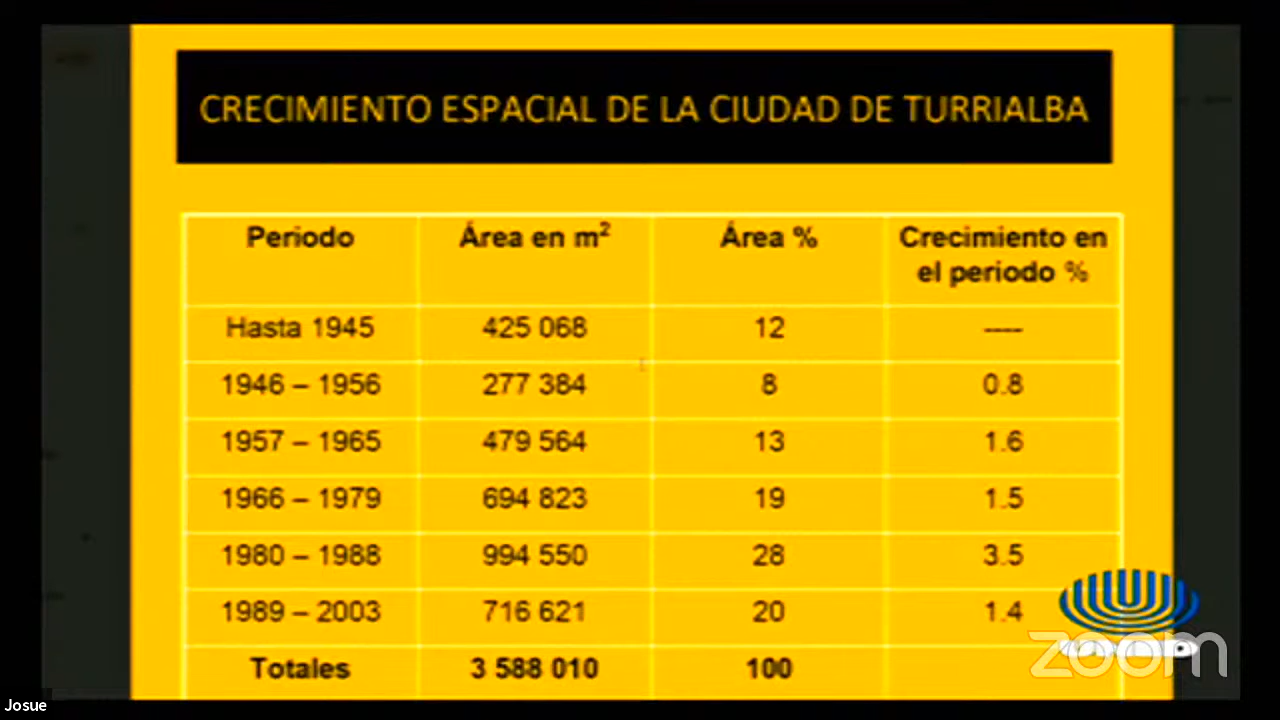 CRECIMIENTO ESPACIAL DE LA CIUDAD DE TURRIALBA
Periodo Área en m² Área % Crecimiento en el periodo %
Hasta 1945 425 068 12 ----
1946 – 1956 277 384 8 0.8
1957 – 1965 479 564 13 1.6
1966 – 1979 694 823 19 1.5
1980 – 1988 994 550 28 3.5
1989 – 2003 716 621 20 1.4
Totales 3 588 010 100
zoom
Josue